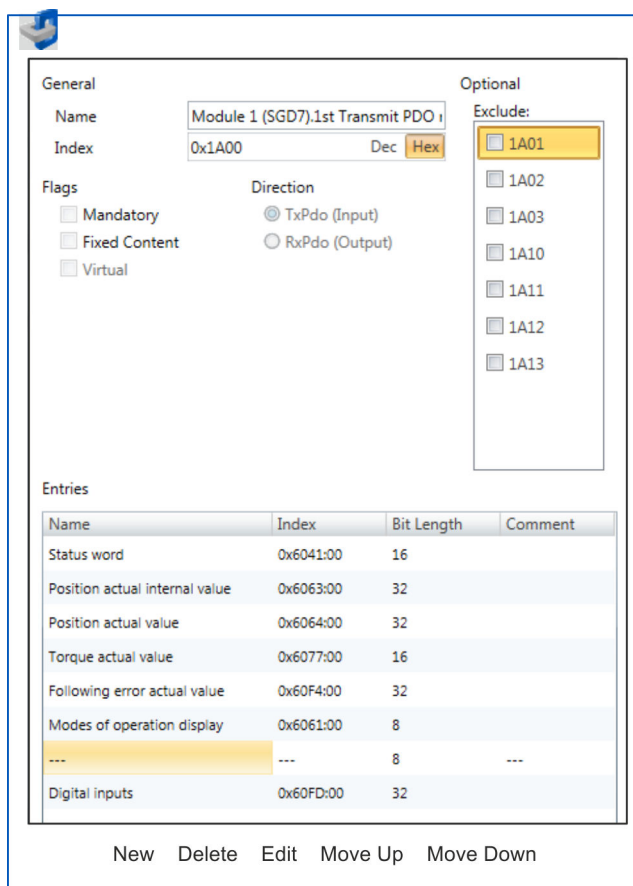 General
Optional
Name
Module 1 (SGD7).1st Transmit PDO
Exclude:
Index
0x1A00
Dec
Hex
1A01
Flags
Direction
1A02
Mandatory
TxPdo (Input)
1A03
Fixed Content
RxPdo (Output)
1A10
Virtual
1A11
1A12
1A13
Entries
Name Index Bit Length Comment
Status word 0x6041:00 16
Position actual internal value 0x6063:00 32
Position actual value 0x6064:00 32
Torque actual value 0x6077:00 16
Following error actual value 0x60F4:00 32
Modes of operation display 0x6061:00 8
--- --- 8 ---
Digital inputs 0x60FD:00 32
New Delete Edit Move Up Move Down